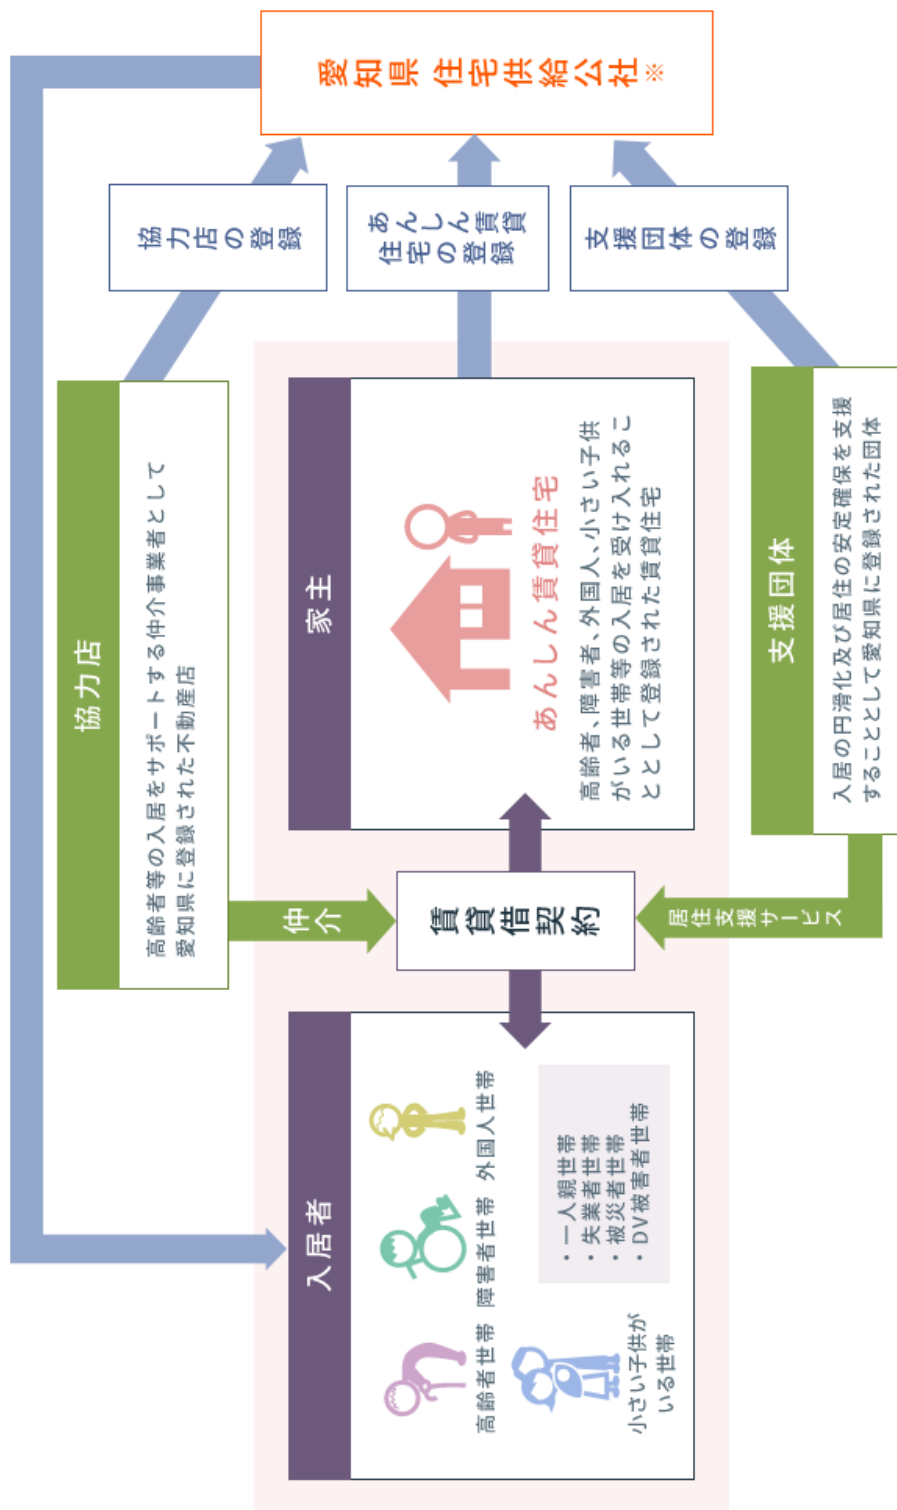 愛知県 住宅供給公社※
協力店の登録
あんしん賃貸
住宅の登録
支援団体の登録
協力店
高齢者等の入居をサポートする仲介事業者として
愛知県に登録された不動産店
家主
あんしん賃貸住宅
高齢者、障害者、外国人、小さい子供
がいる世帯等の入居を受け入れるこ
ととして登録された賃貸住宅
支援団体
入居の円滑化及び居住の安定確保を支援
することとして愛知県に登録された団体
仲介
賃貸借契約
居住支援サービス
入居者
高齢者世帯
障害者世帯
外国人世帯
小さい子供が
いる世帯
・一人親世帯
・失業者世帯
・被災者世帯
・DV被害者世帯